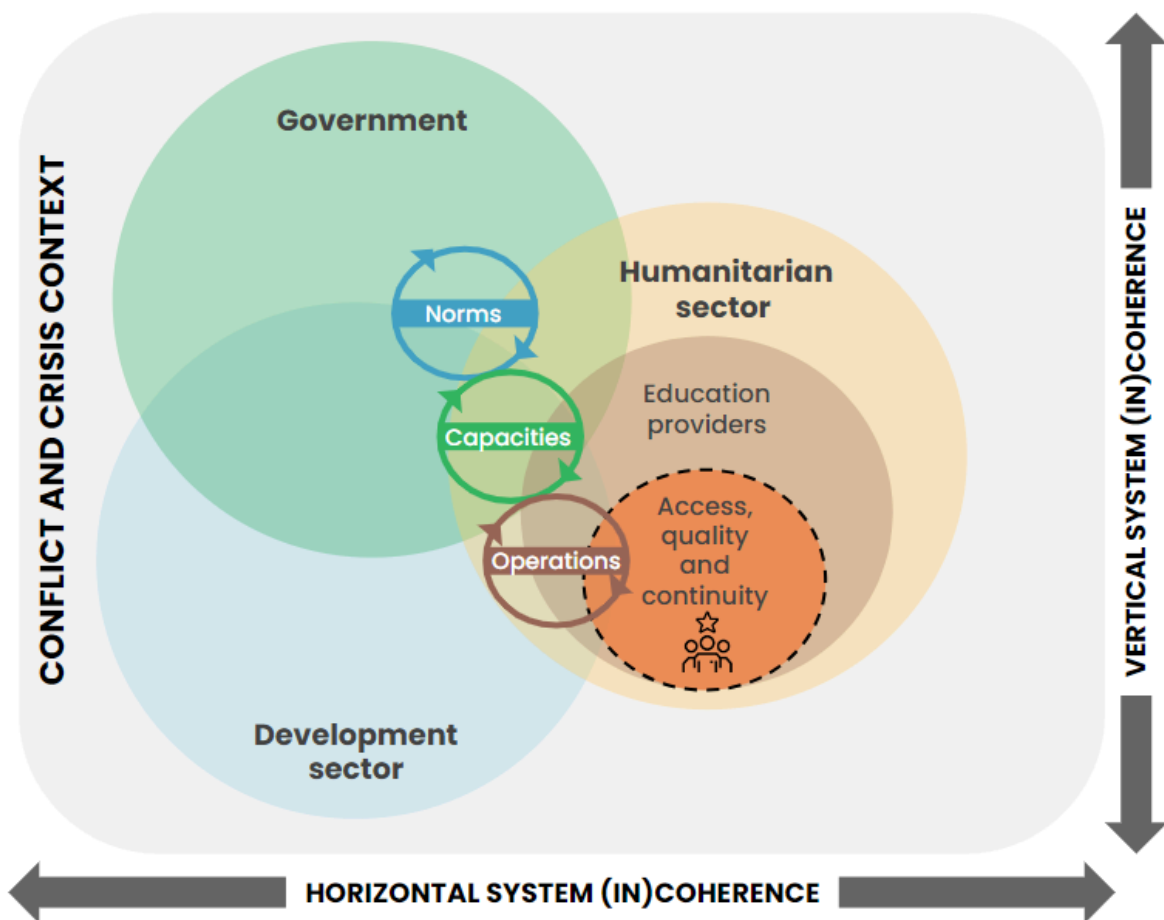 Government
CONFLICT AND CRISIS CONTEXT
Norms
Humanitarian
sector
Capacities
Education
providers
Operations
Access,
quality
and
continuity
Development
sector
VERTICAL SYSTEM (IN)COHERENCE
HORIZONTAL SYSTEM (IN)COHERENCE